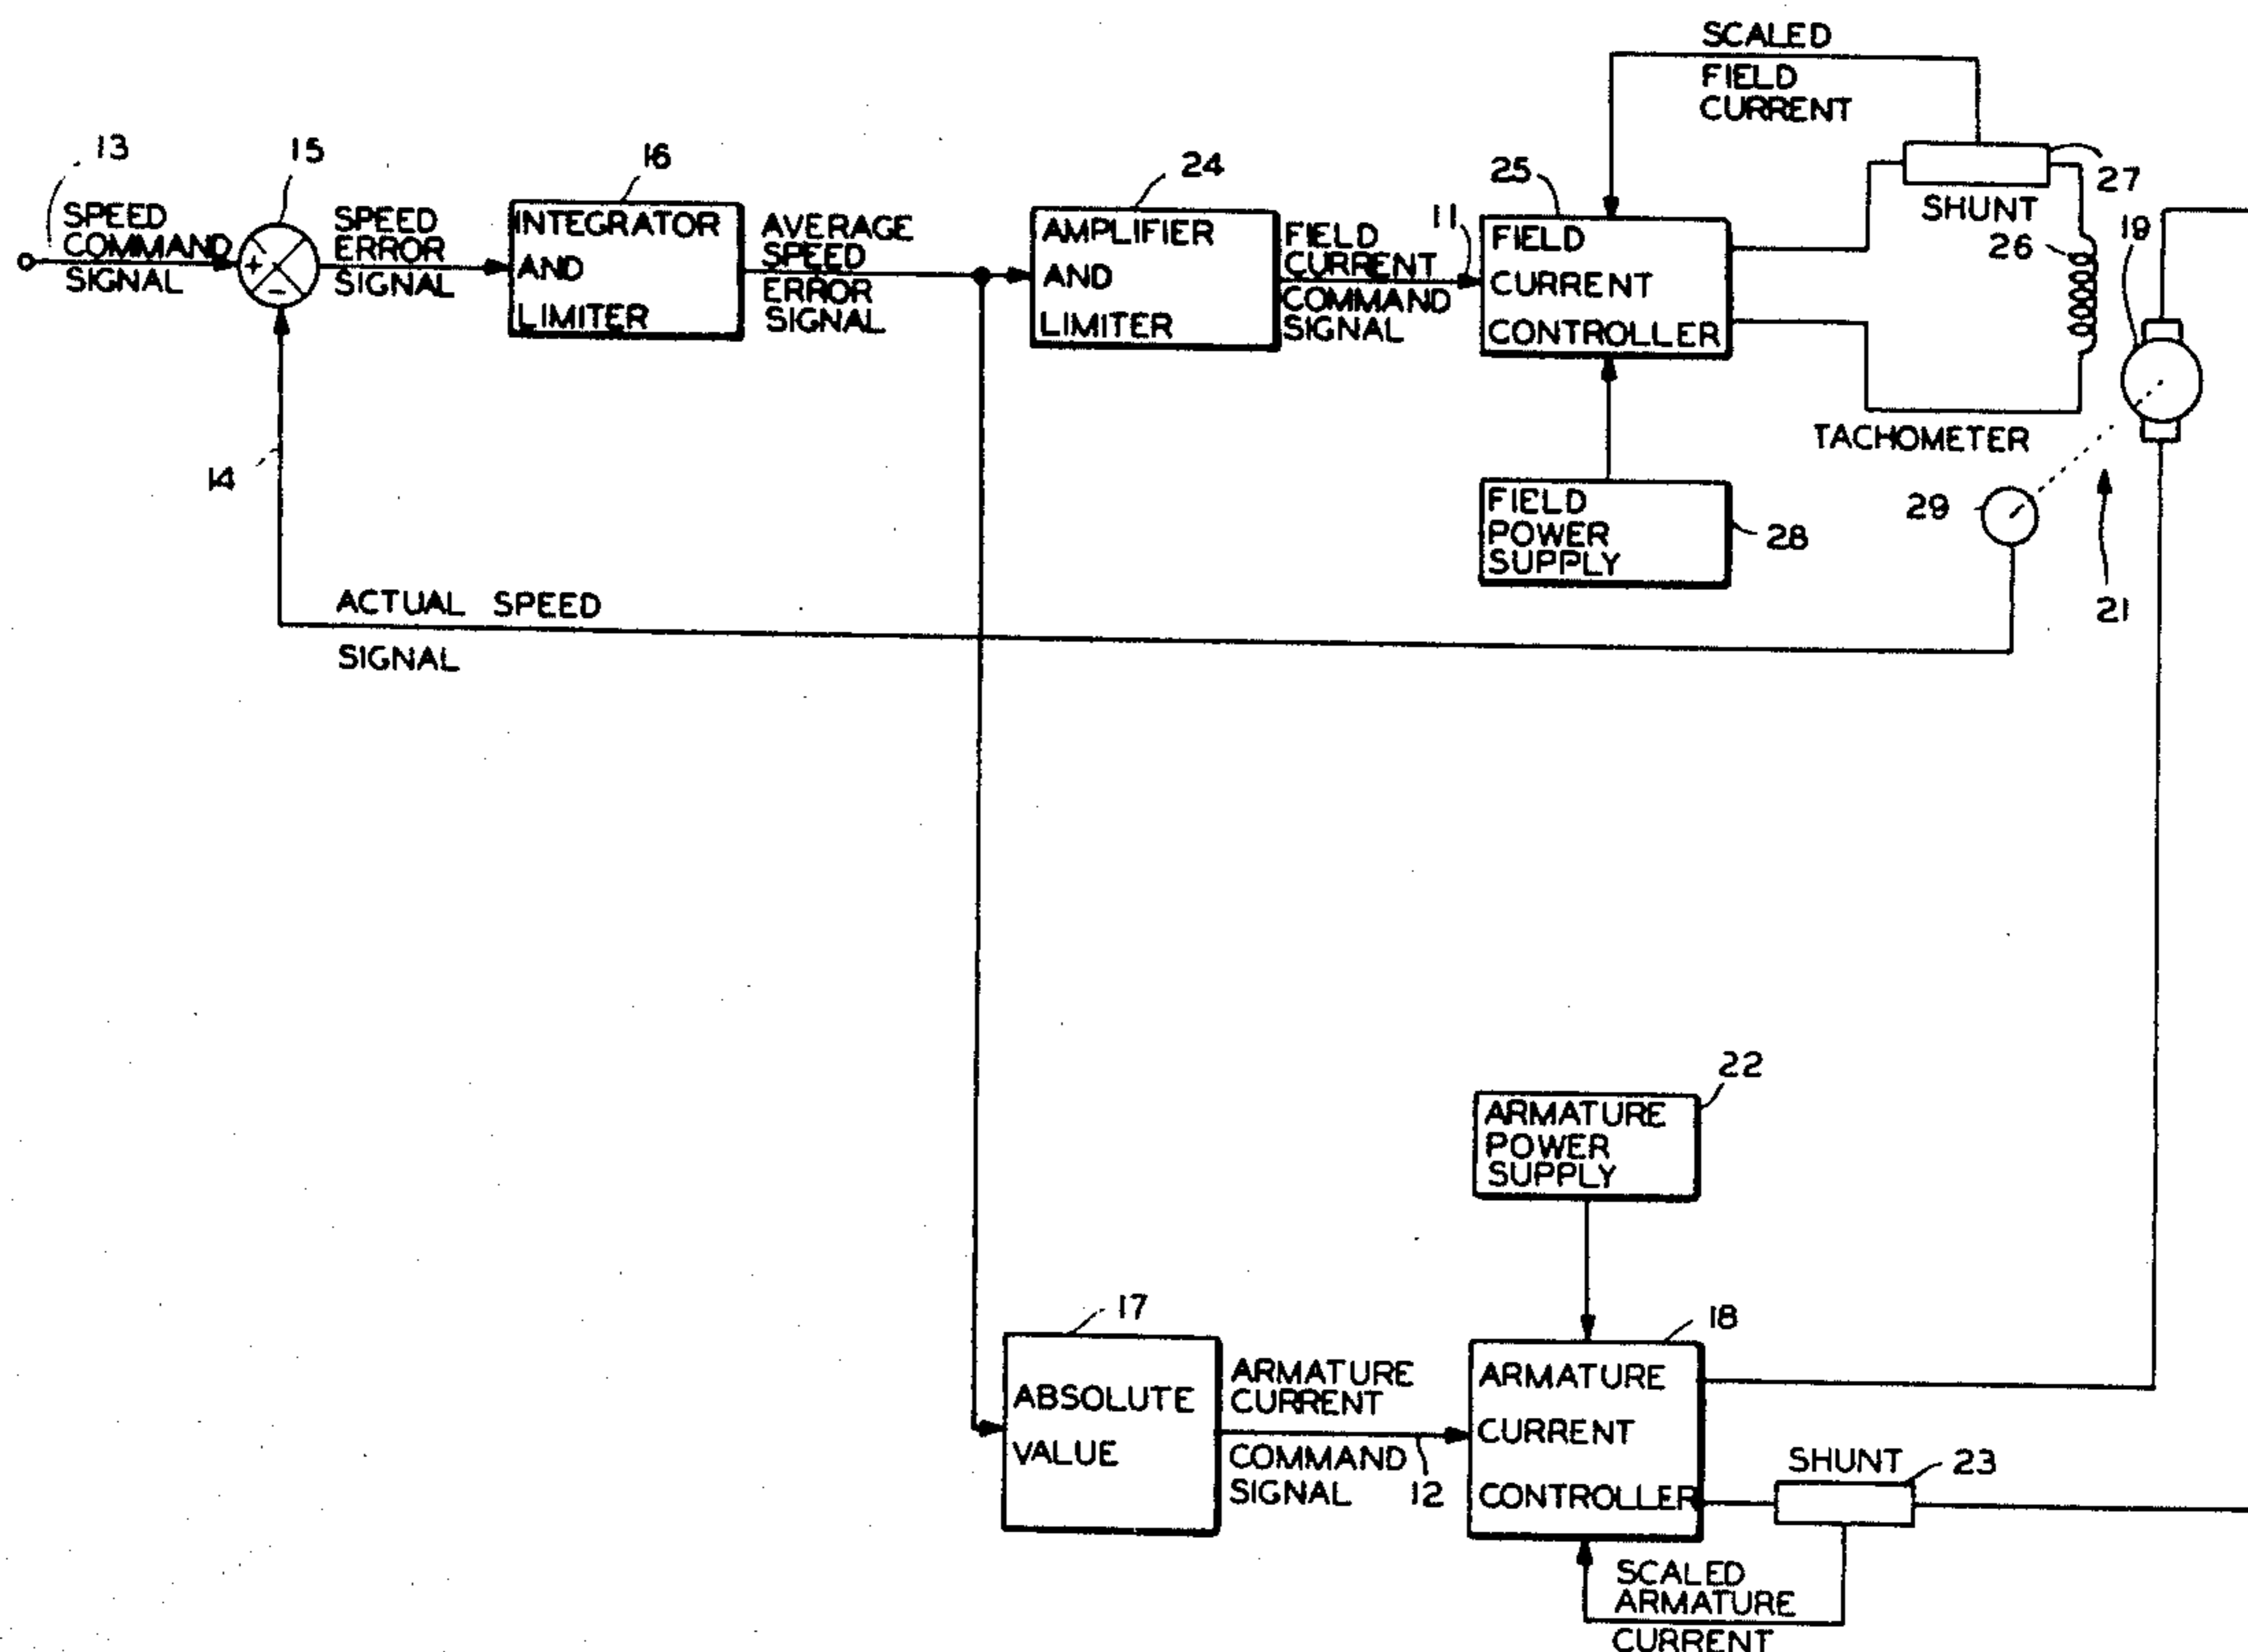 SCALED
FIELD
CURRENT
13
15
16
24
25
27
SHUNT
26
19
SPEED
COMMAND
SIGNAL
+
-
SPEED
ERROR
SIGNAL
INTEGRATOR
AND
LIMITER
AVERAGE
SPEED
ERROR
SIGNAL
AMPLIFIER
AND
LIMITER
FIELD
CURRENT
COMMAND
SIGNAL
11
FIELD
CURRENT
CONTROLLER
TACHOMETER
14
29
FIELD
POWER
SUPPLY
28
21
ACTUAL SPEED
SIGNAL
22
ARMATURE
POWER
SUPPLY
17
18
ABSOLUTE
VALUE
ARMATURE
CURRENT
COMMAND
SIGNAL
12
ARMATURE
CURRENT
CONTROLLER
SHUNT
23
SCALED
ARMATURE
CURRENT